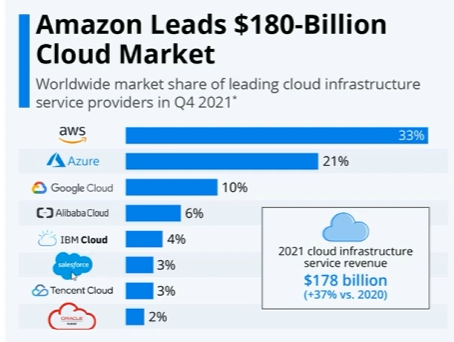 Amazon Leads $180-Billion
Cloud Market
Worldwide market share of leading cloud infrastructure
service providers in Q4 2021*
aws
33%
Azure
21%
Google Cloud
10%
Alibaba Cloud
6%
IBM Cloud
4%
salesforce
3%
Tencent Cloud
3%
ORACLE
2%
2021 cloud infrastructure
service revenue
$178 billion
(+37% vs. 2020)